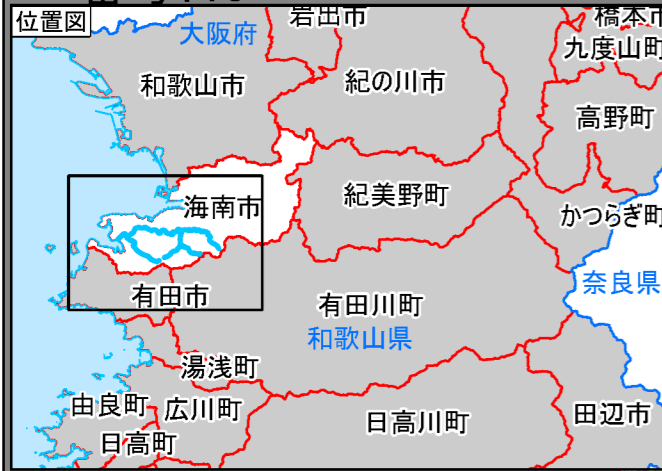 位置図
大阪府
岩出市
橋本市
九度山町
和歌山市
紀の川市
高野町
海南市
紀美野町
かつらぎ町
有田市
有田川町
奈良県
和歌山県
湯浅町
由良町
広川町
日高川町
田辺市
日高町